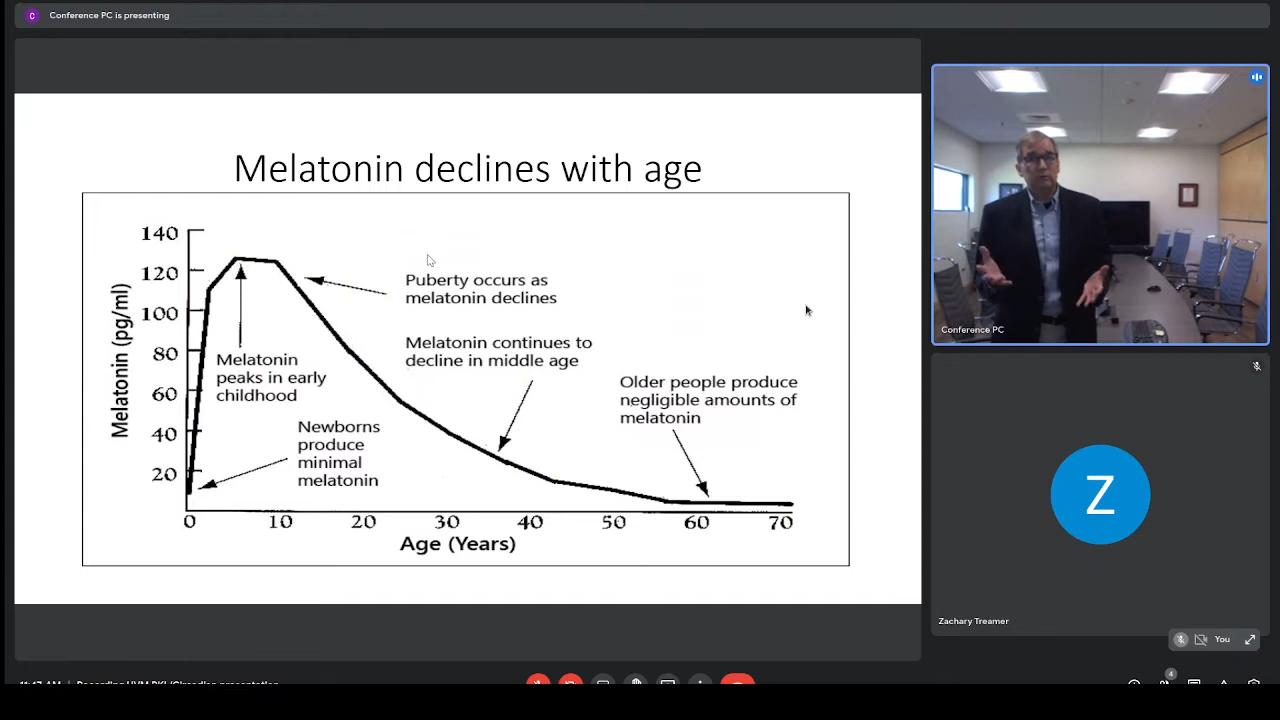 C
Conference PC is presenting
Melatonin declines with age
140
120
100
80
60
40
20
Melatonin (pg/ml)
Puberty occurs as
melatonin declines
Melatonin continues to
decline in middle age
Older people produce
negligible amounts of
melatonin
Melatonin
peaks in early
childhood
Newborns
produce
minimal
melatonin
0 10 20 30 40 50 60 70
Age (Years)
Conference PC
Z
Zachary Treamer
You
4